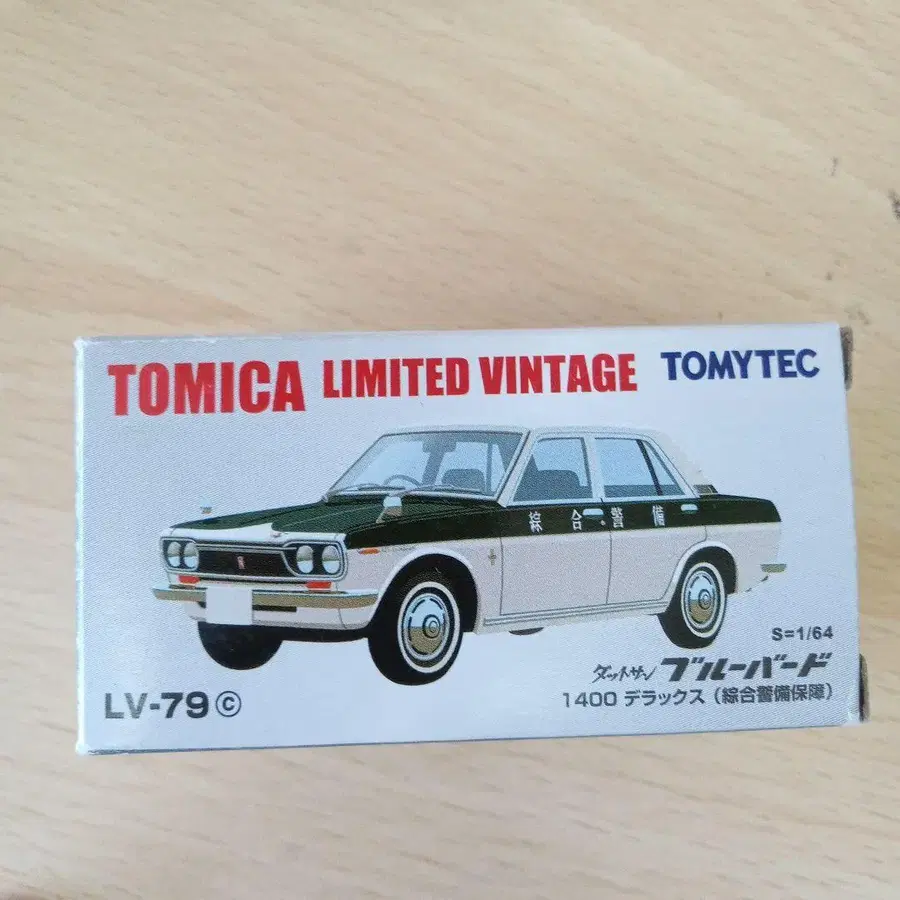 TOMICA LIMITED VINTAGE TOMYTEC
綜合警備
S=1/64
ダットサン ブルーバード
LV-79 ⓒ 1400 デラックス (綜合警備保障)